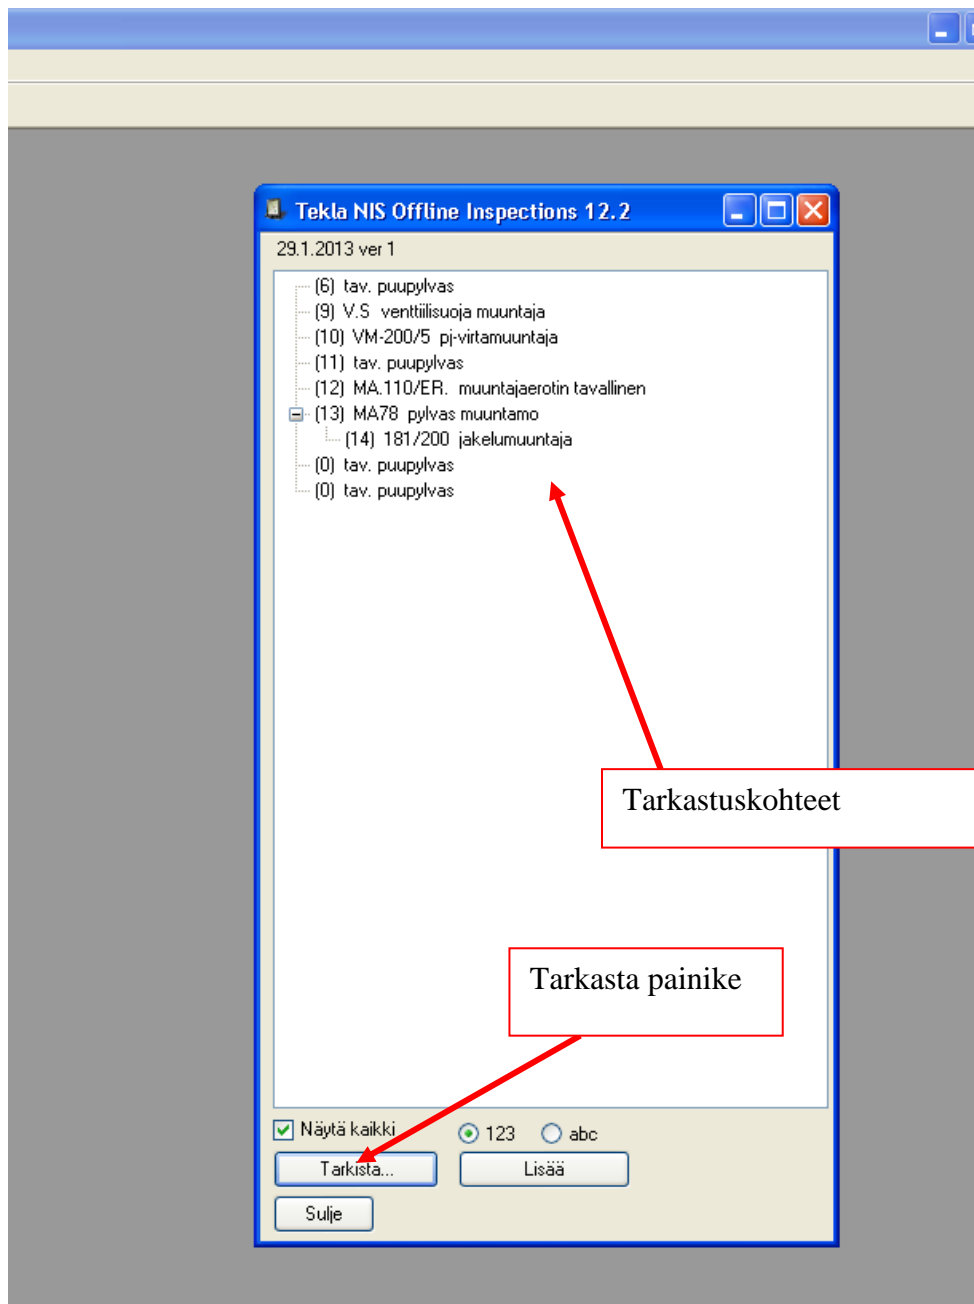 Tekla NIS Offline Inspections 12.2
29.1.2013 ver 1
(6) tav. puupylvas
(9) V.S venttiilisuoja muuntaja
(10) VM-200/5 pj-virtamuuntaja
(11) tav. puupylvas
(12) MA.110/ER. muuntajaerotin tavallinen
(13) MA78 pylvas muuntamo
(14) 181/200 jakelumuuntaja
(0) tav. puupylvas
(0) tav. puupylvas
Tarkastuskohteet
Tarkasta painike
Näytä kaikki 123 abc
Tarkista... Lisää
Sulje